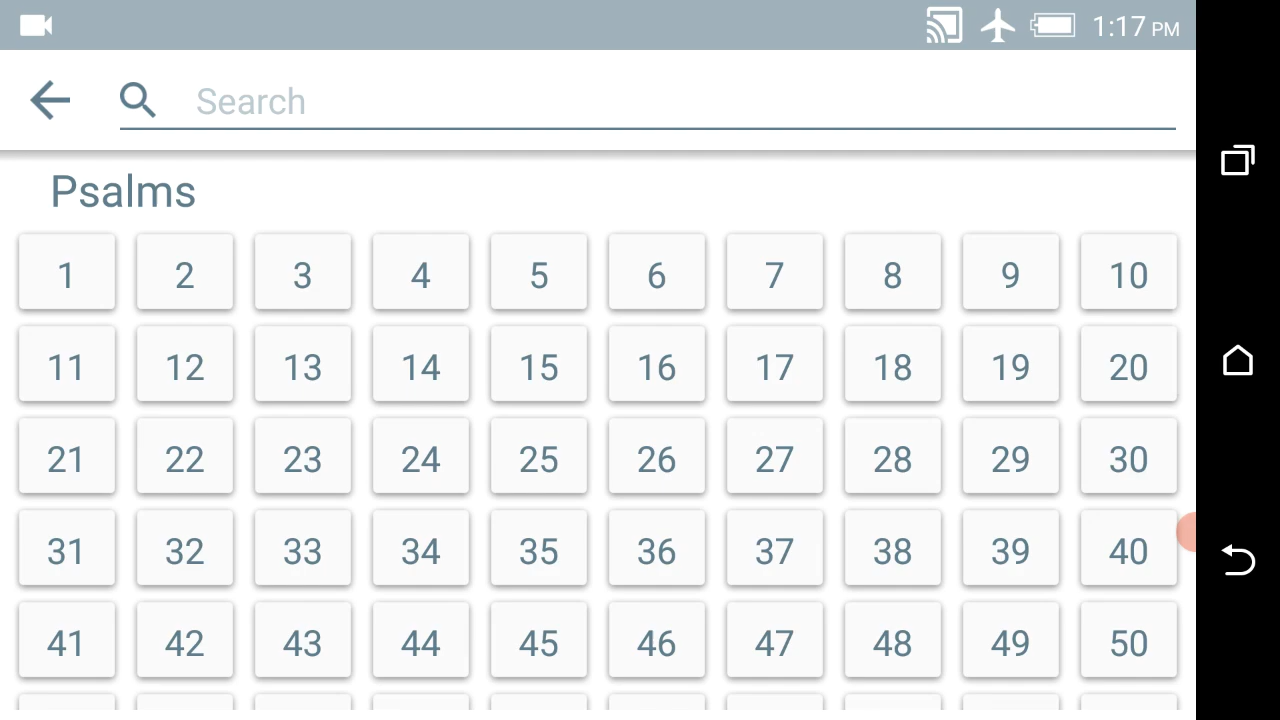 1:17 PM
Search
Psalms
1 2 3 4 5 6 7 8 9 10
11 12 13 14 15 16 17 18 19 20
21 22 23 24 25 26 27 28 29 30
31 32 33 34 35 36 37 38 39 40
41 42 43 44 45 46 47 48 49 50